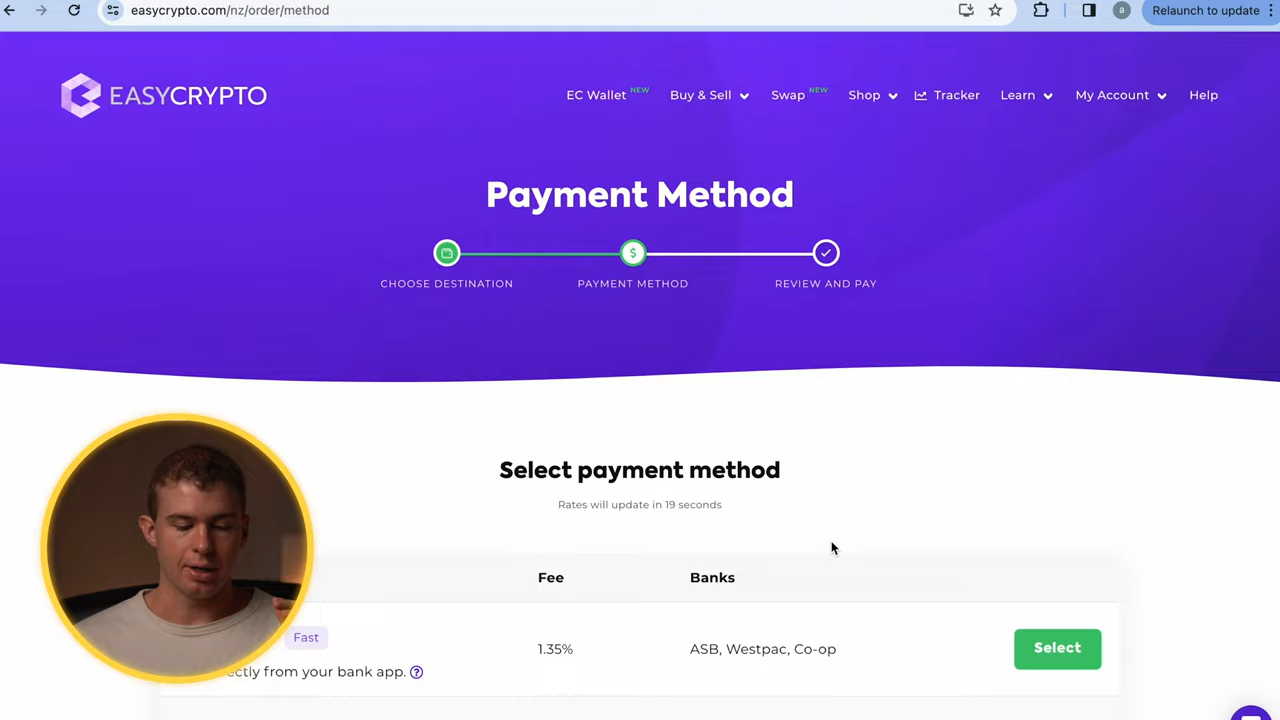 easycrypto.com/nz/order/method
a
Relaunch to update
EASYCRYPTO
EC Wallet NEW
Buy & Sell
Swap NEW
Shop
Tracker
Learn
My Account
Help
Payment Method
$
CHOOSE DESTINATION
PAYMENT METHOD
REVIEW AND PAY
Select payment method
Rates will update in 19 seconds
Fee
Banks
Fast
1.35%
ASB, Westpac, Co-op
Select
from your bank app. ?